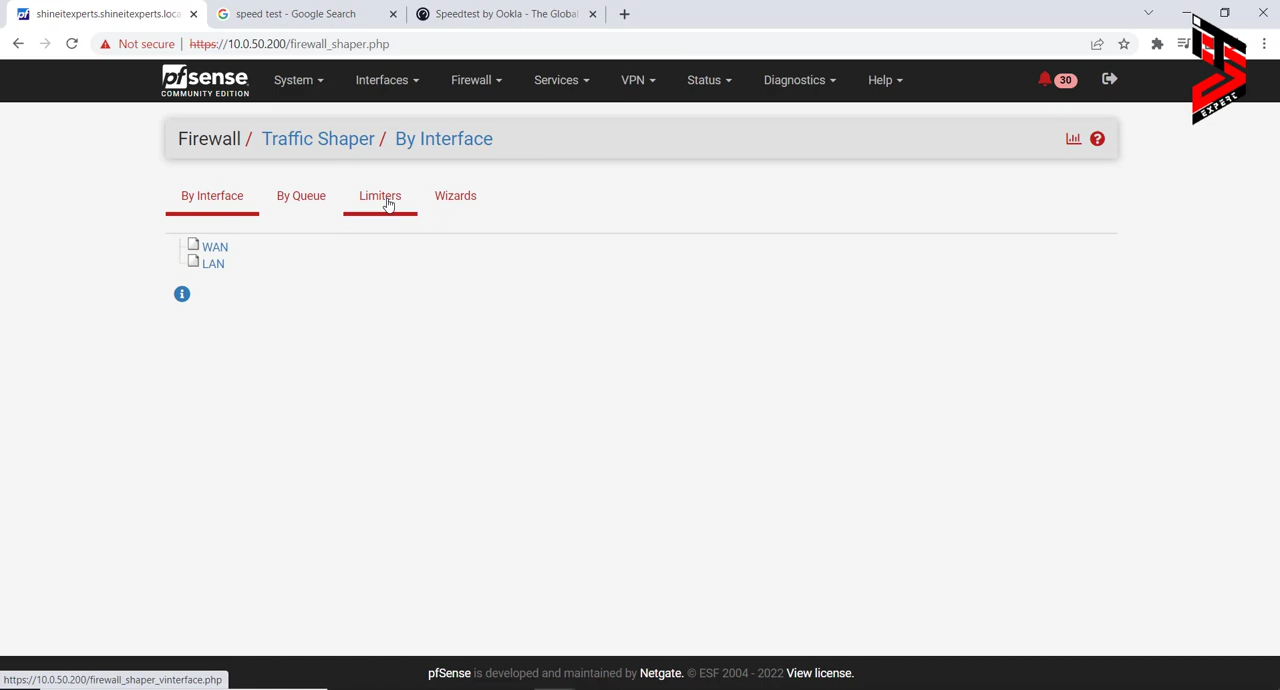 shineitexperts.shineitexperts.loca
speed test - Google Search
Speedtest by Ookla - The Global
Not secure
https://10.0.50.200/firewall_shaper.php
pfsense
COMMUNITY EDITION
System
Interfaces
Firewall
Services
VPN
Status
Diagnostics
Help
30
ITS
EXPERT
Firewall / Traffic Shaper / By Interface
By Interface
By Queue
Limiters
Wizards
WAN
LAN
pfSense is developed and maintained by Netgate. © ESF 2004 - 2022 View license.
https://10.0.50.200/firewall_shaper_vinterface.php